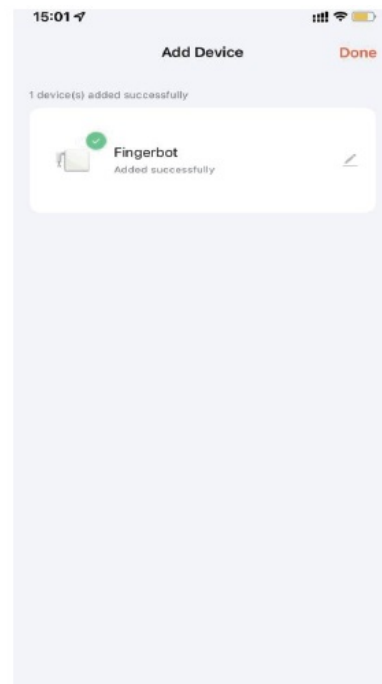 15:01
Add Device
Done
1 device(s) added successfully
Fingerbot
Added successfully